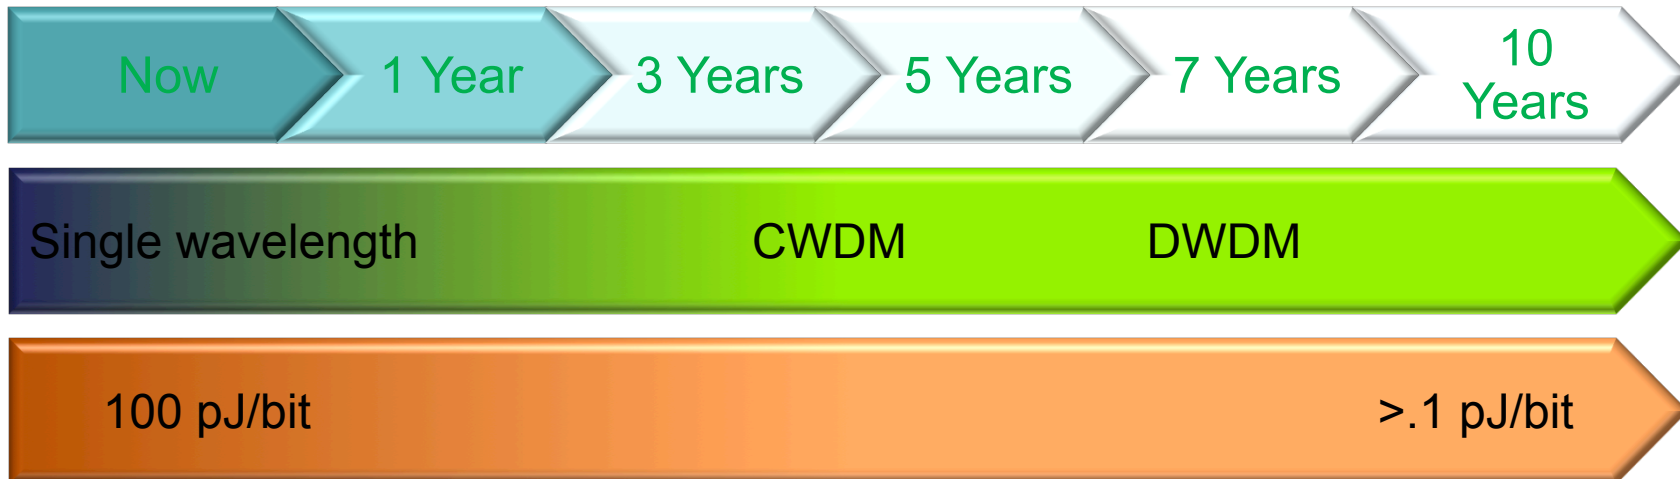 Now
1 Year
3 Years
5 Years
7 Years
10
Years
Single wavelength
CWDM
DWDM
100 pJ/bit
>.1 pJ/bit